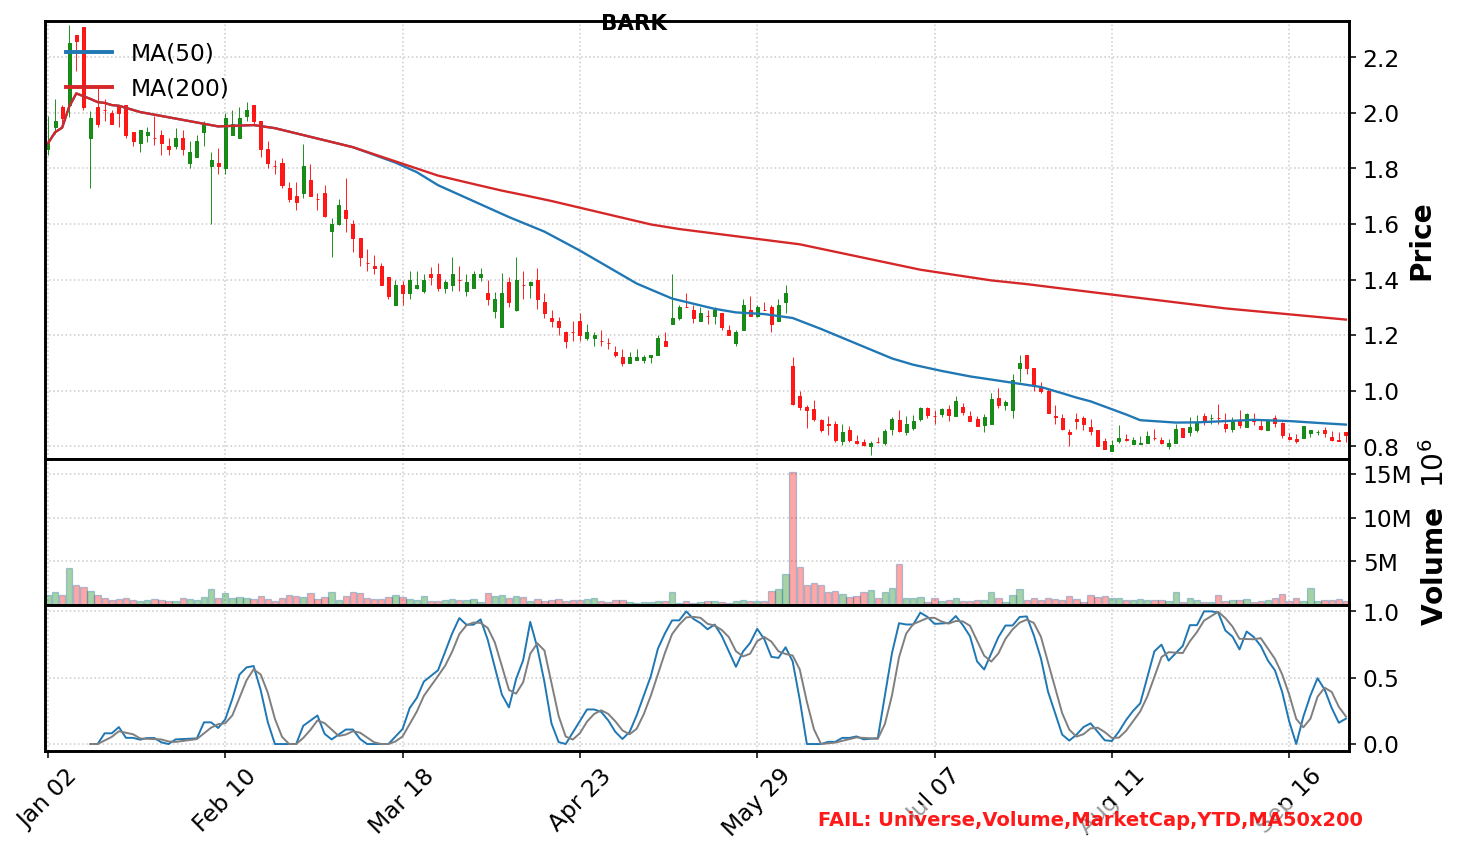 BARK
MA(50)
MA(200)
2.2
2.0
1.8
1.6
1.4
1.2
1.0
0.8
Price
15M
10M
5M
Volume 10^6
1.0
0.5
0.0
Jan 02
Feb 10
Mar 18
Apr 23
May 29
Jul 07
Aug 11
Sep 16
FAIL: Universe,Volume,MarketCap,YTD,MA50x200